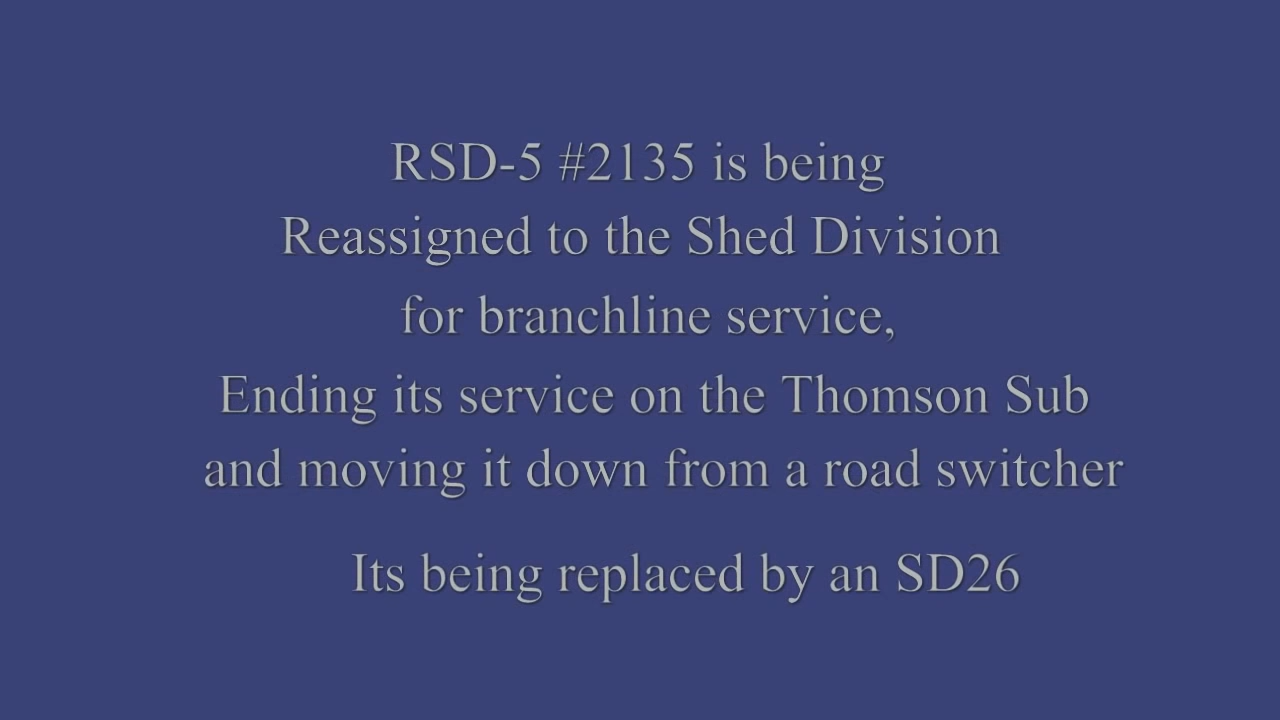 RSD-5 #2135 is being
Reassigned to the Shed Division
for branchline service,
Ending its service on the Thomson Sub
and moving it down from a road switcher
Its being replaced by an SD26